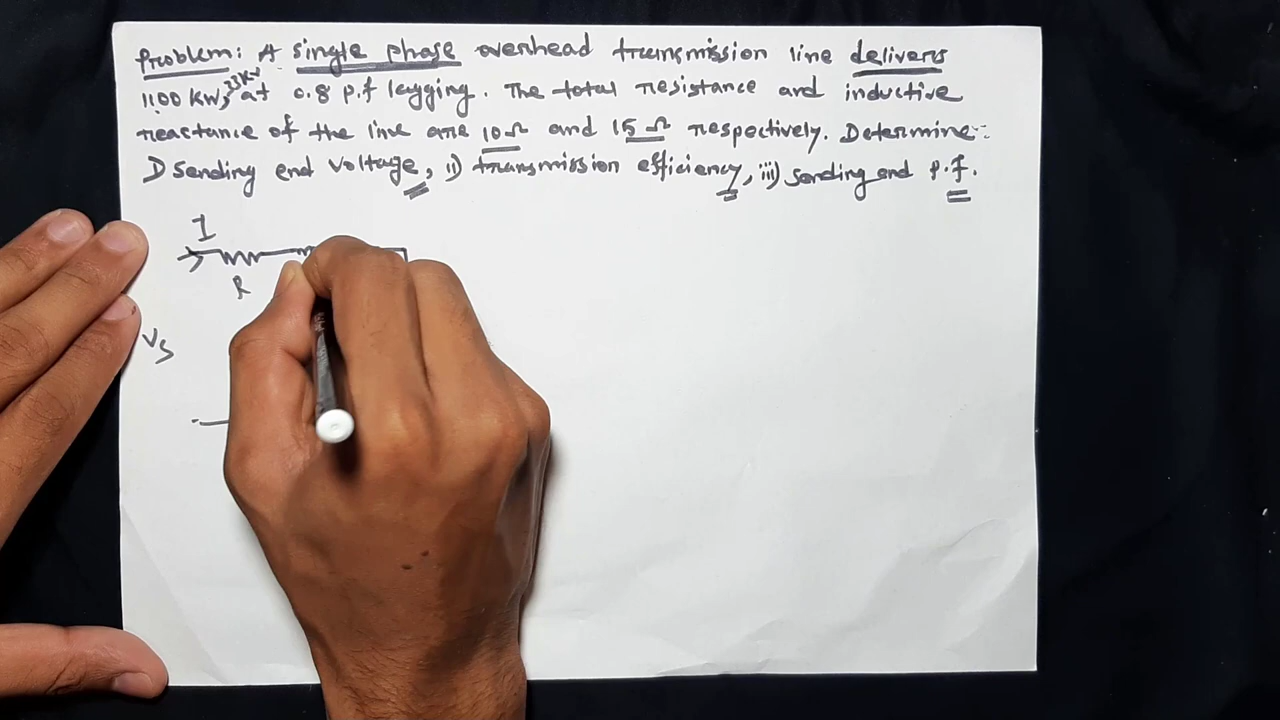 Problem: A single phase overhead transmission line delivers
1100 KW, 33KV at 0.8 p.f lagging. The total resistance and inductive
reactance of the line are 10Ω and 15Ω respectively. Determine:
I) Sending end voltage, ii) transmission efficiency, iii) sending end P.f.
I
R
Vs